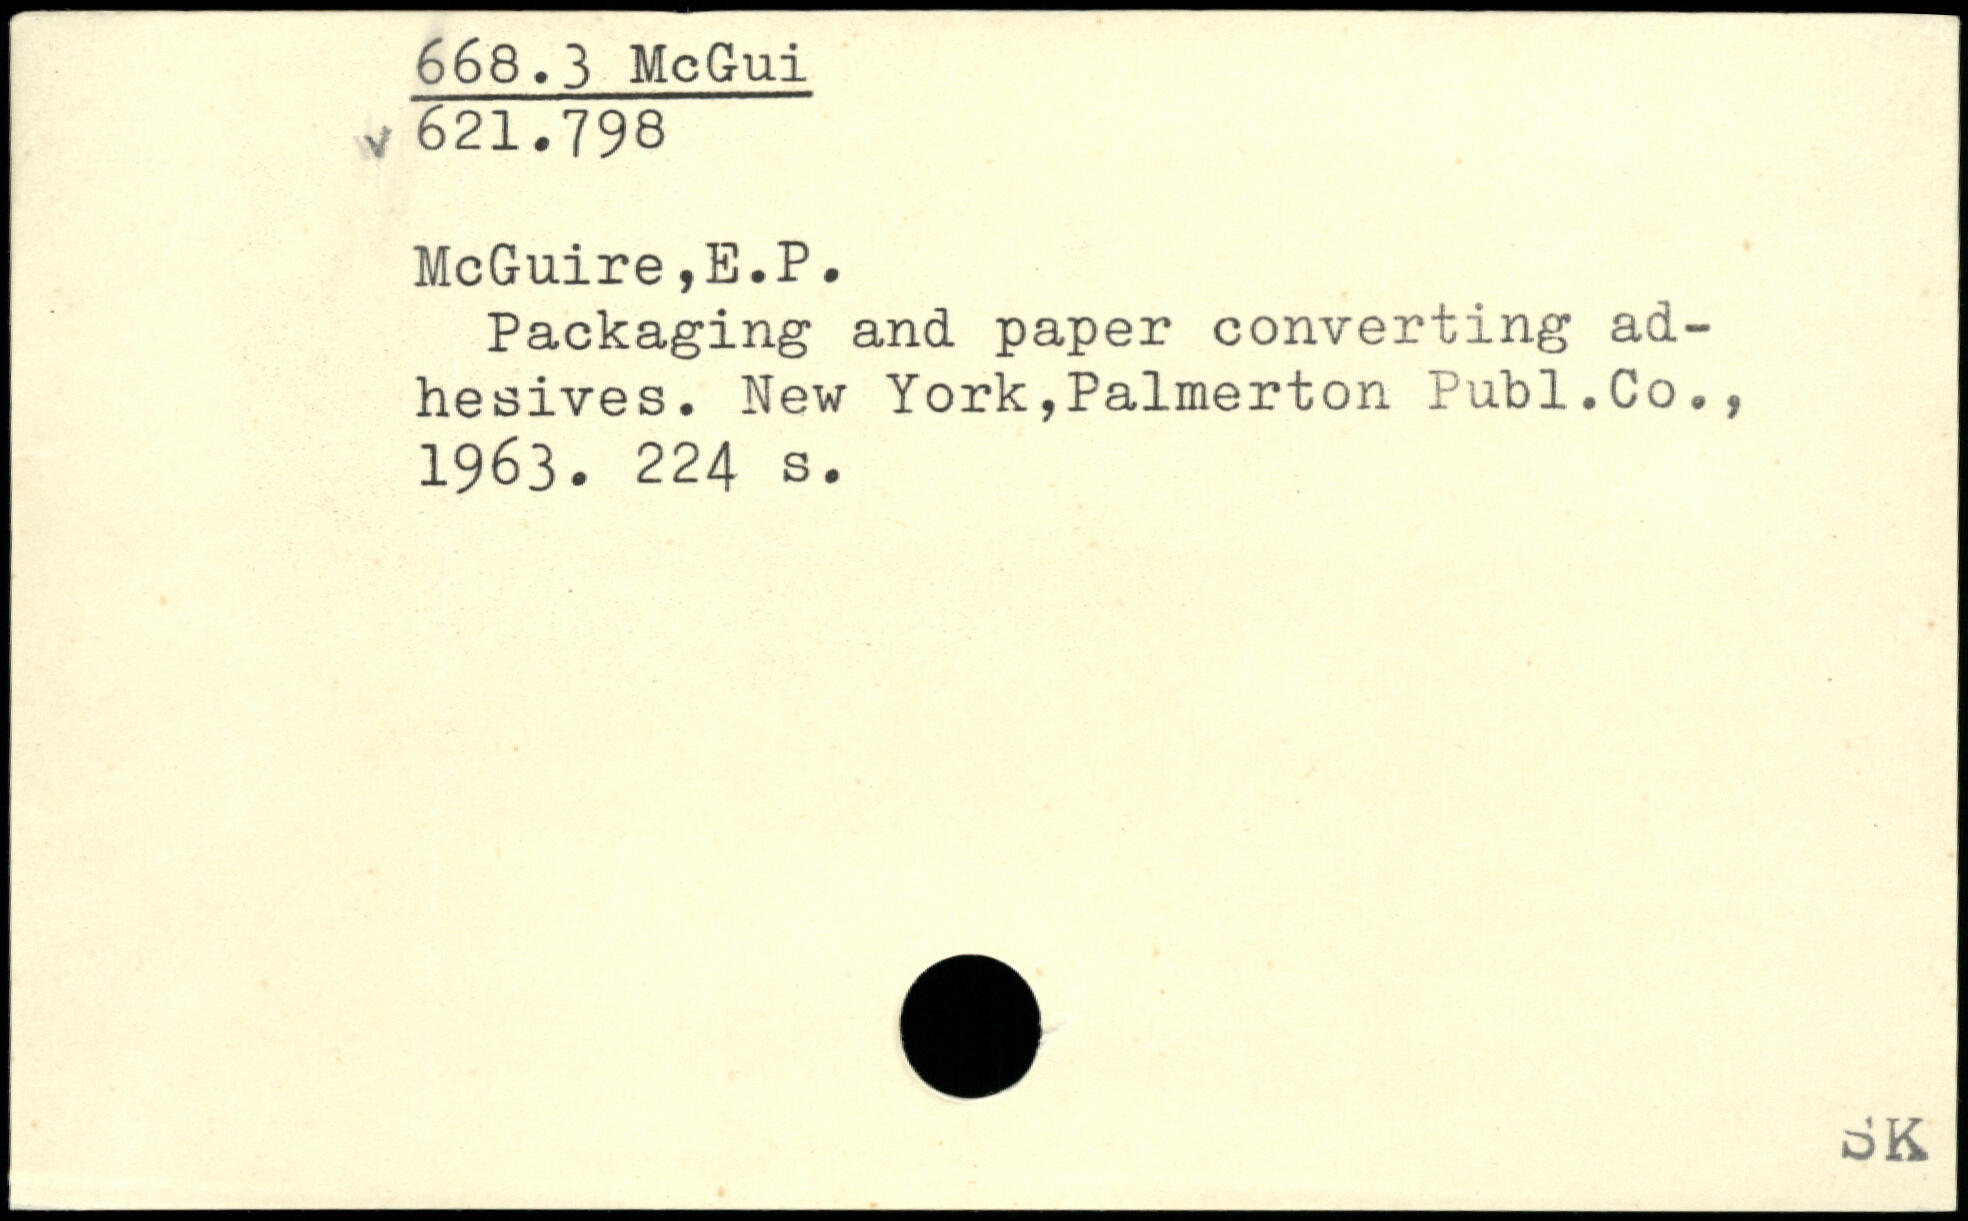 668.3 McGui
v 621.798
McGuire,E.P.
Packaging and paper converting ad-
hesives. New York,Palmerton Publ.Co.,
1963. 224 s.
SK